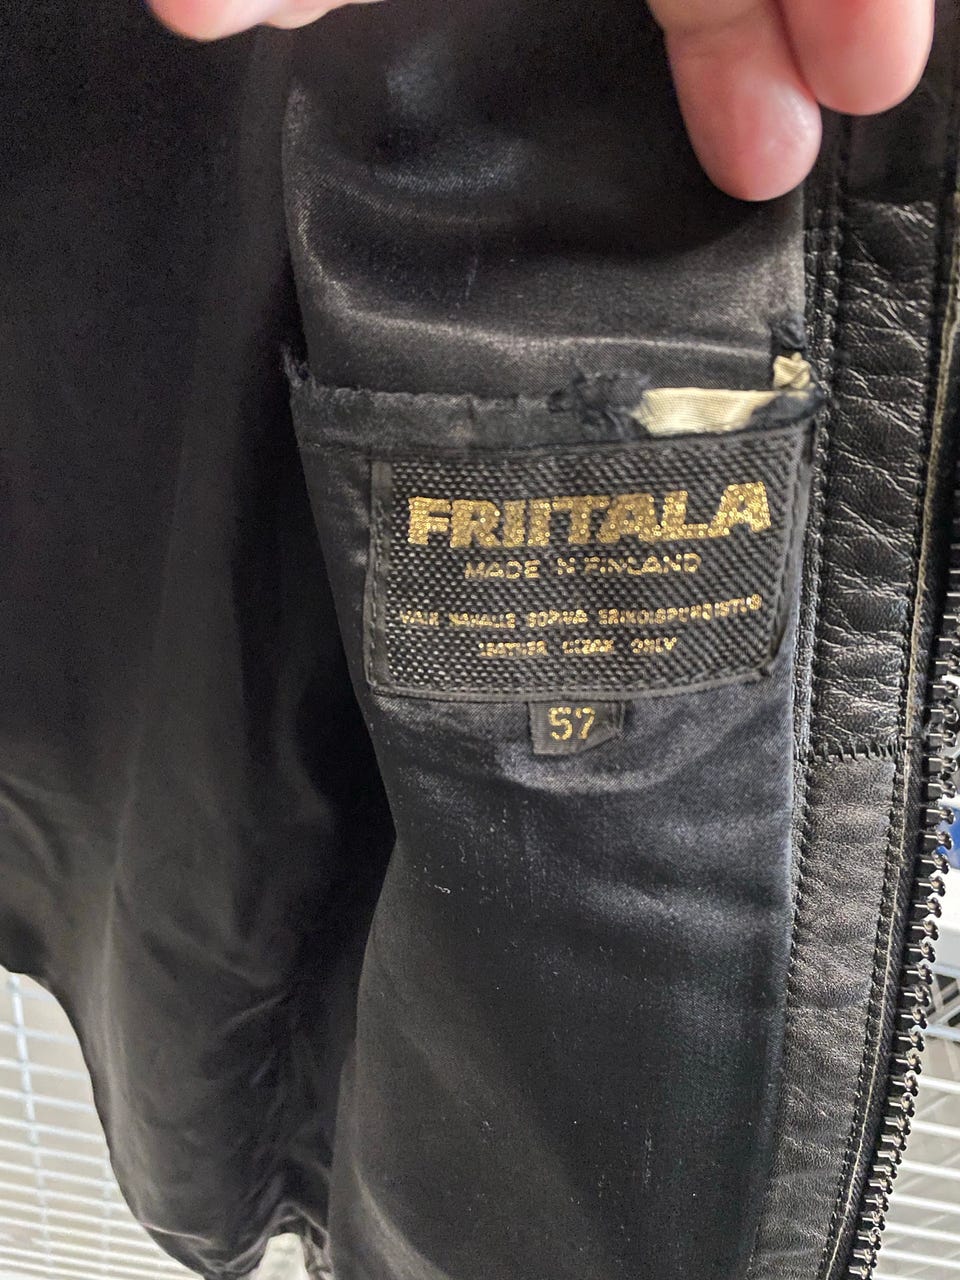 FRIITALA
MADE IN FINLAND
VAIN NAHALLE SOPIVA ERIKOISPUHDISTUS
LEATHER CLEAN ONLY
57